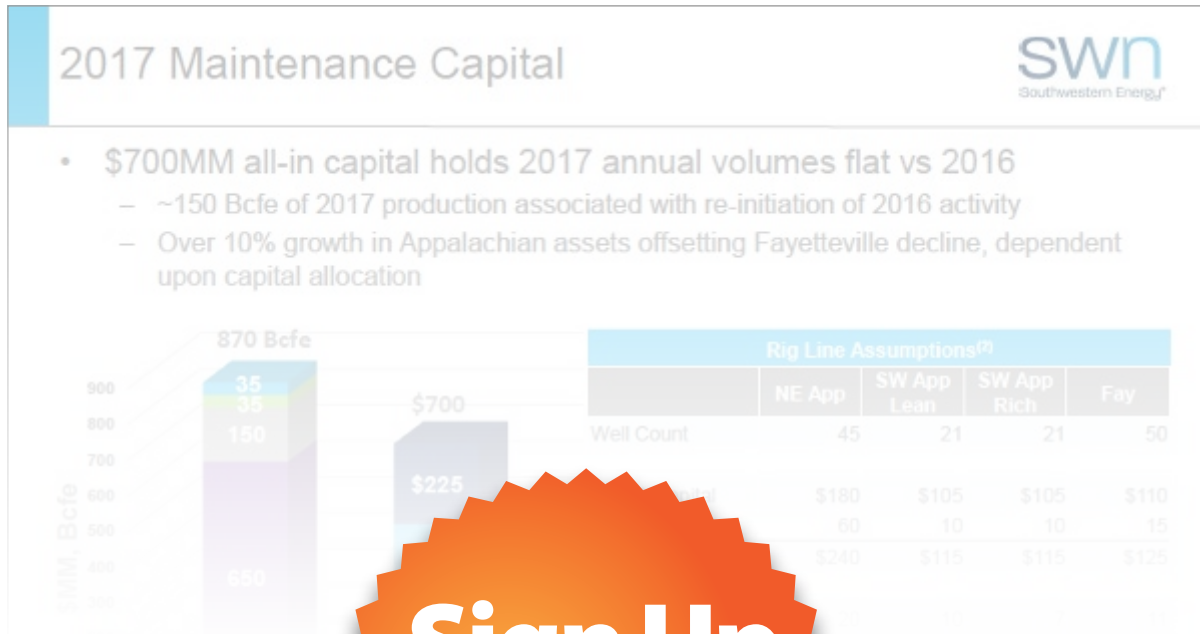 2017 Maintenance Capital
swn
Southwestern Energy®
• $700MM all-in capital holds 2017 annual volumes flat vs 2016
– ~150 Bcfe of 2017 production associated with re-initiation of 2016 activity
– Over 10% growth in Appalachian assets offsetting Fayetteville decline, dependent
upon capital allocation
870 Bcfe
35
35
150
650
$700
$225
900
800
700
600
500
400
$MM, Bcfe
Rig Line Assumptions(2)
NE App SW App Lean SW App Rich Fay
Well Count 45 21 21 50
$180 $105 $105 $110
60 10 10 15
$240 $115 $115 $125
Sign Up